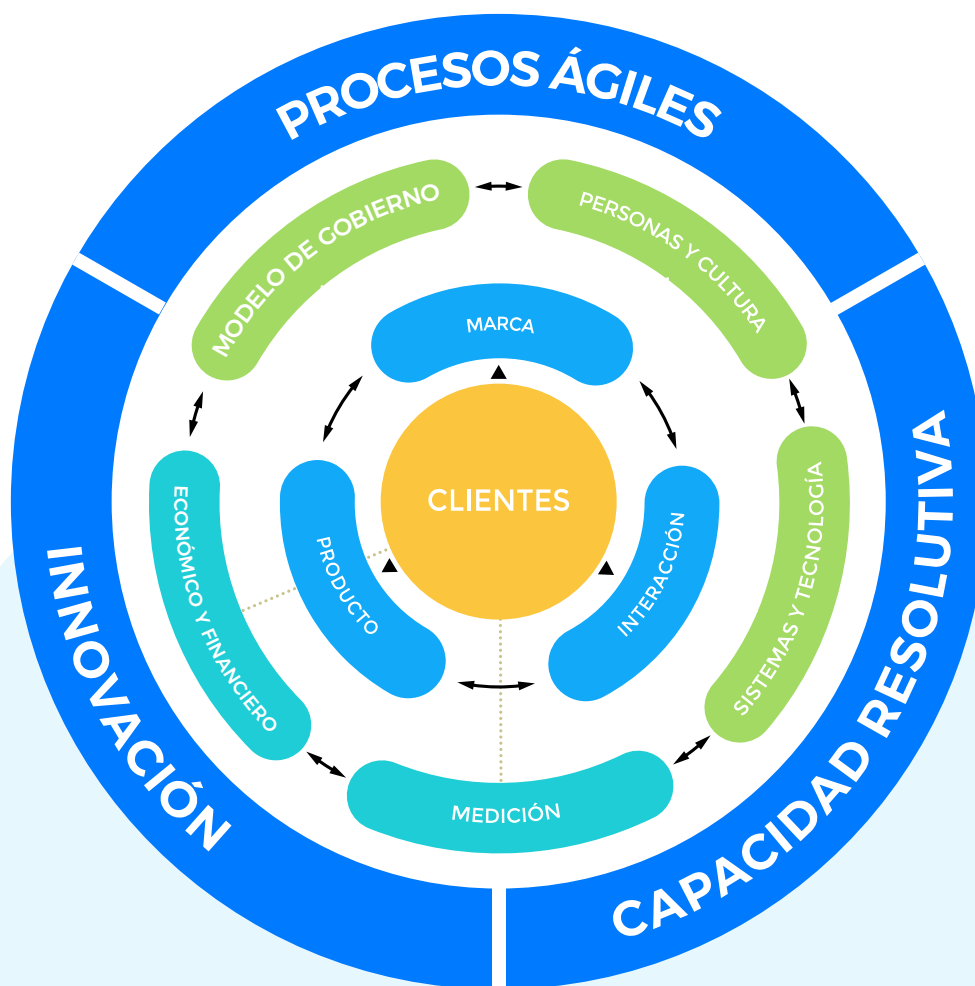 PROCESOS ÁGILES
MODELO DE GOBIERNO
PERSONAS Y CULTURA
MARCA
CLIENTES
PRODUCTO
INTERACCIÓN
ECONÓMICO Y FINANCIERO
SISTEMAS Y TECNOLOGÍA
MEDICIÓN
INNOVACIÓN
CAPACIDAD RESOLUTIVA